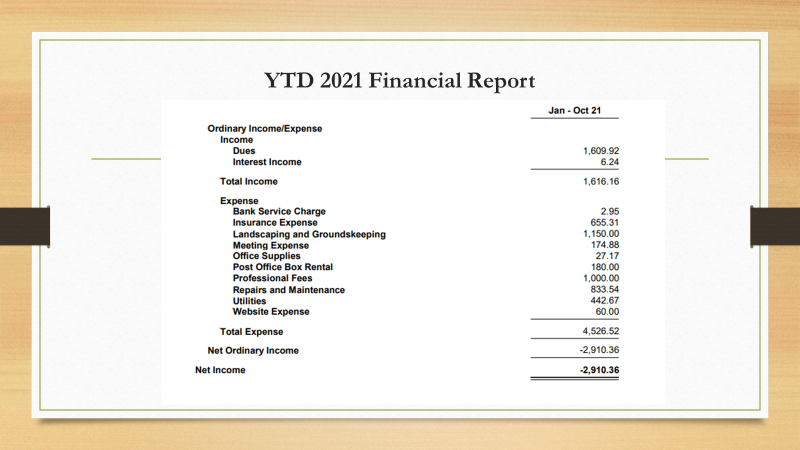 YTD 2021 Financial Report
Jan - Oct 21
Ordinary Income/Expense
Income
Dues 1,609.92
Interest Income 6.24
Total Income 1,616.16
Expense
Bank Service Charge 2.95
Insurance Expense 655.31
Landscaping and Groundskeeping 1,150.00
Meeting Expense 174.88
Office Supplies 27.17
Post Office Box Rental 180.00
Professional Fees 1,000.00
Repairs and Maintenance 833.54
Utilities 442.67
Website Expense 60.00
Total Expense 4,526.52
Net Ordinary Income -2,910.36
Net Income -2,910.36